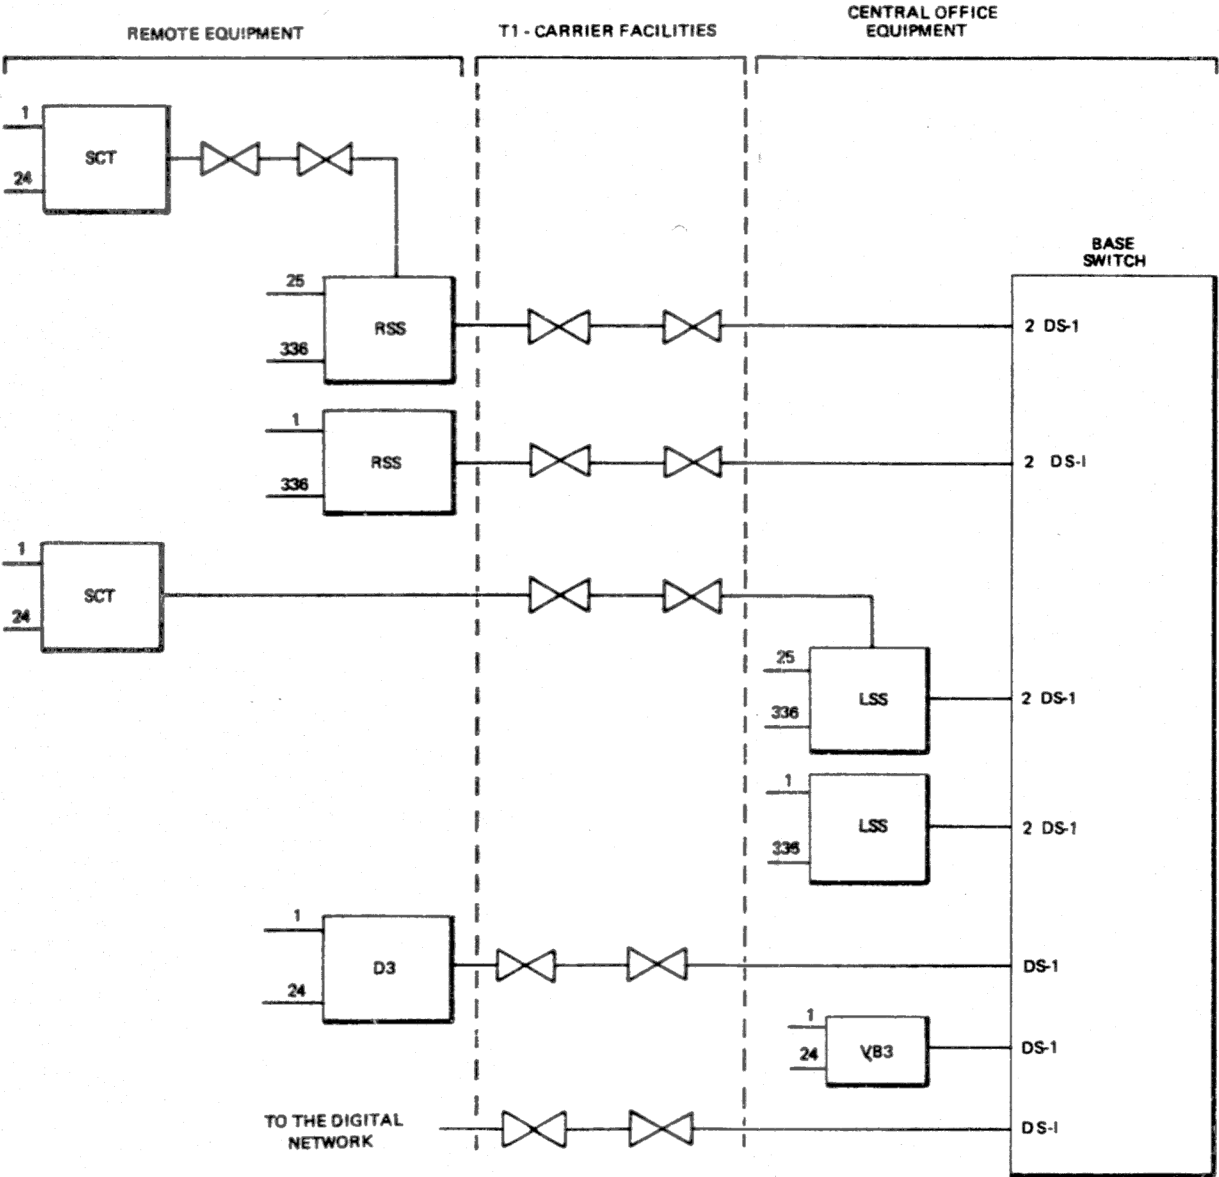 REMOTE EQUIPMENT
T1 - CARRIER FACILITIES
CENTRAL OFFICE
EQUIPMENT
1
SCT
24
BASE
SWITCH
25
RSS
336
2 DS-1
1
RSS
336
2 DS-I
1
SCT
24
25
LSS
336
2 DS-1
1
LSS
336
2 DS-1
1
D3
24
DS-1
1
VB3
24
DS-1
TO THE DIGITAL
NETWORK
DS-I